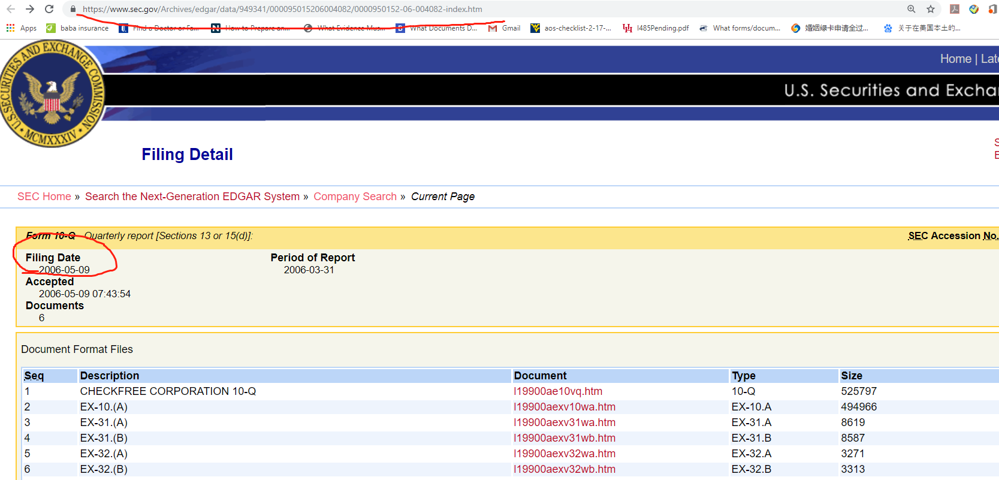 https://www.sec.gov/Archives/edgar/data/949341/000095015206004082/0000950152-06-004082-index.htm
Apps baba insurance Find a Doctor or Fa... How to Prepare an... What Evidence Mus... What Documents D... Gmail aos-checklist-2-17-... I485Pending.pdf What forms/docum... 婚姻绿卡申请全过... 关于在美国本土的...
Home | Late
U.S. Securities and Exchan
U.S. SECURITIES AND EXCHANGE COMMISSION
MCMXXXIV
Filing Detail
S
E
SEC Home » Search the Next-Generation EDGAR System » Company Search » Current Page
Form 10-Q - Quarterly report [Sections 13 or 15(d)]: SEC Accession No.
Filing Date Period of Report
2006-05-09 2006-03-31
Accepted
2006-05-09 07:43:54
Documents
6
Document Format Files
Seq Description Document Type Size
1 CHECKFREE CORPORATION 10-Q l19900ae10vq.htm 10-Q 525797
2 EX-10.(A) l19900aexv10wa.htm EX-10.A 494966
3 EX-31.(A) l19900aexv31wa.htm EX-31.A 8619
4 EX-31.(B) l19900aexv31wb.htm EX-31.B 8587
5 EX-32.(A) l19900aexv32wa.htm EX-32.A 3271
6 EX-32.(B) l19900aexv32wb.htm EX-32.B 3313